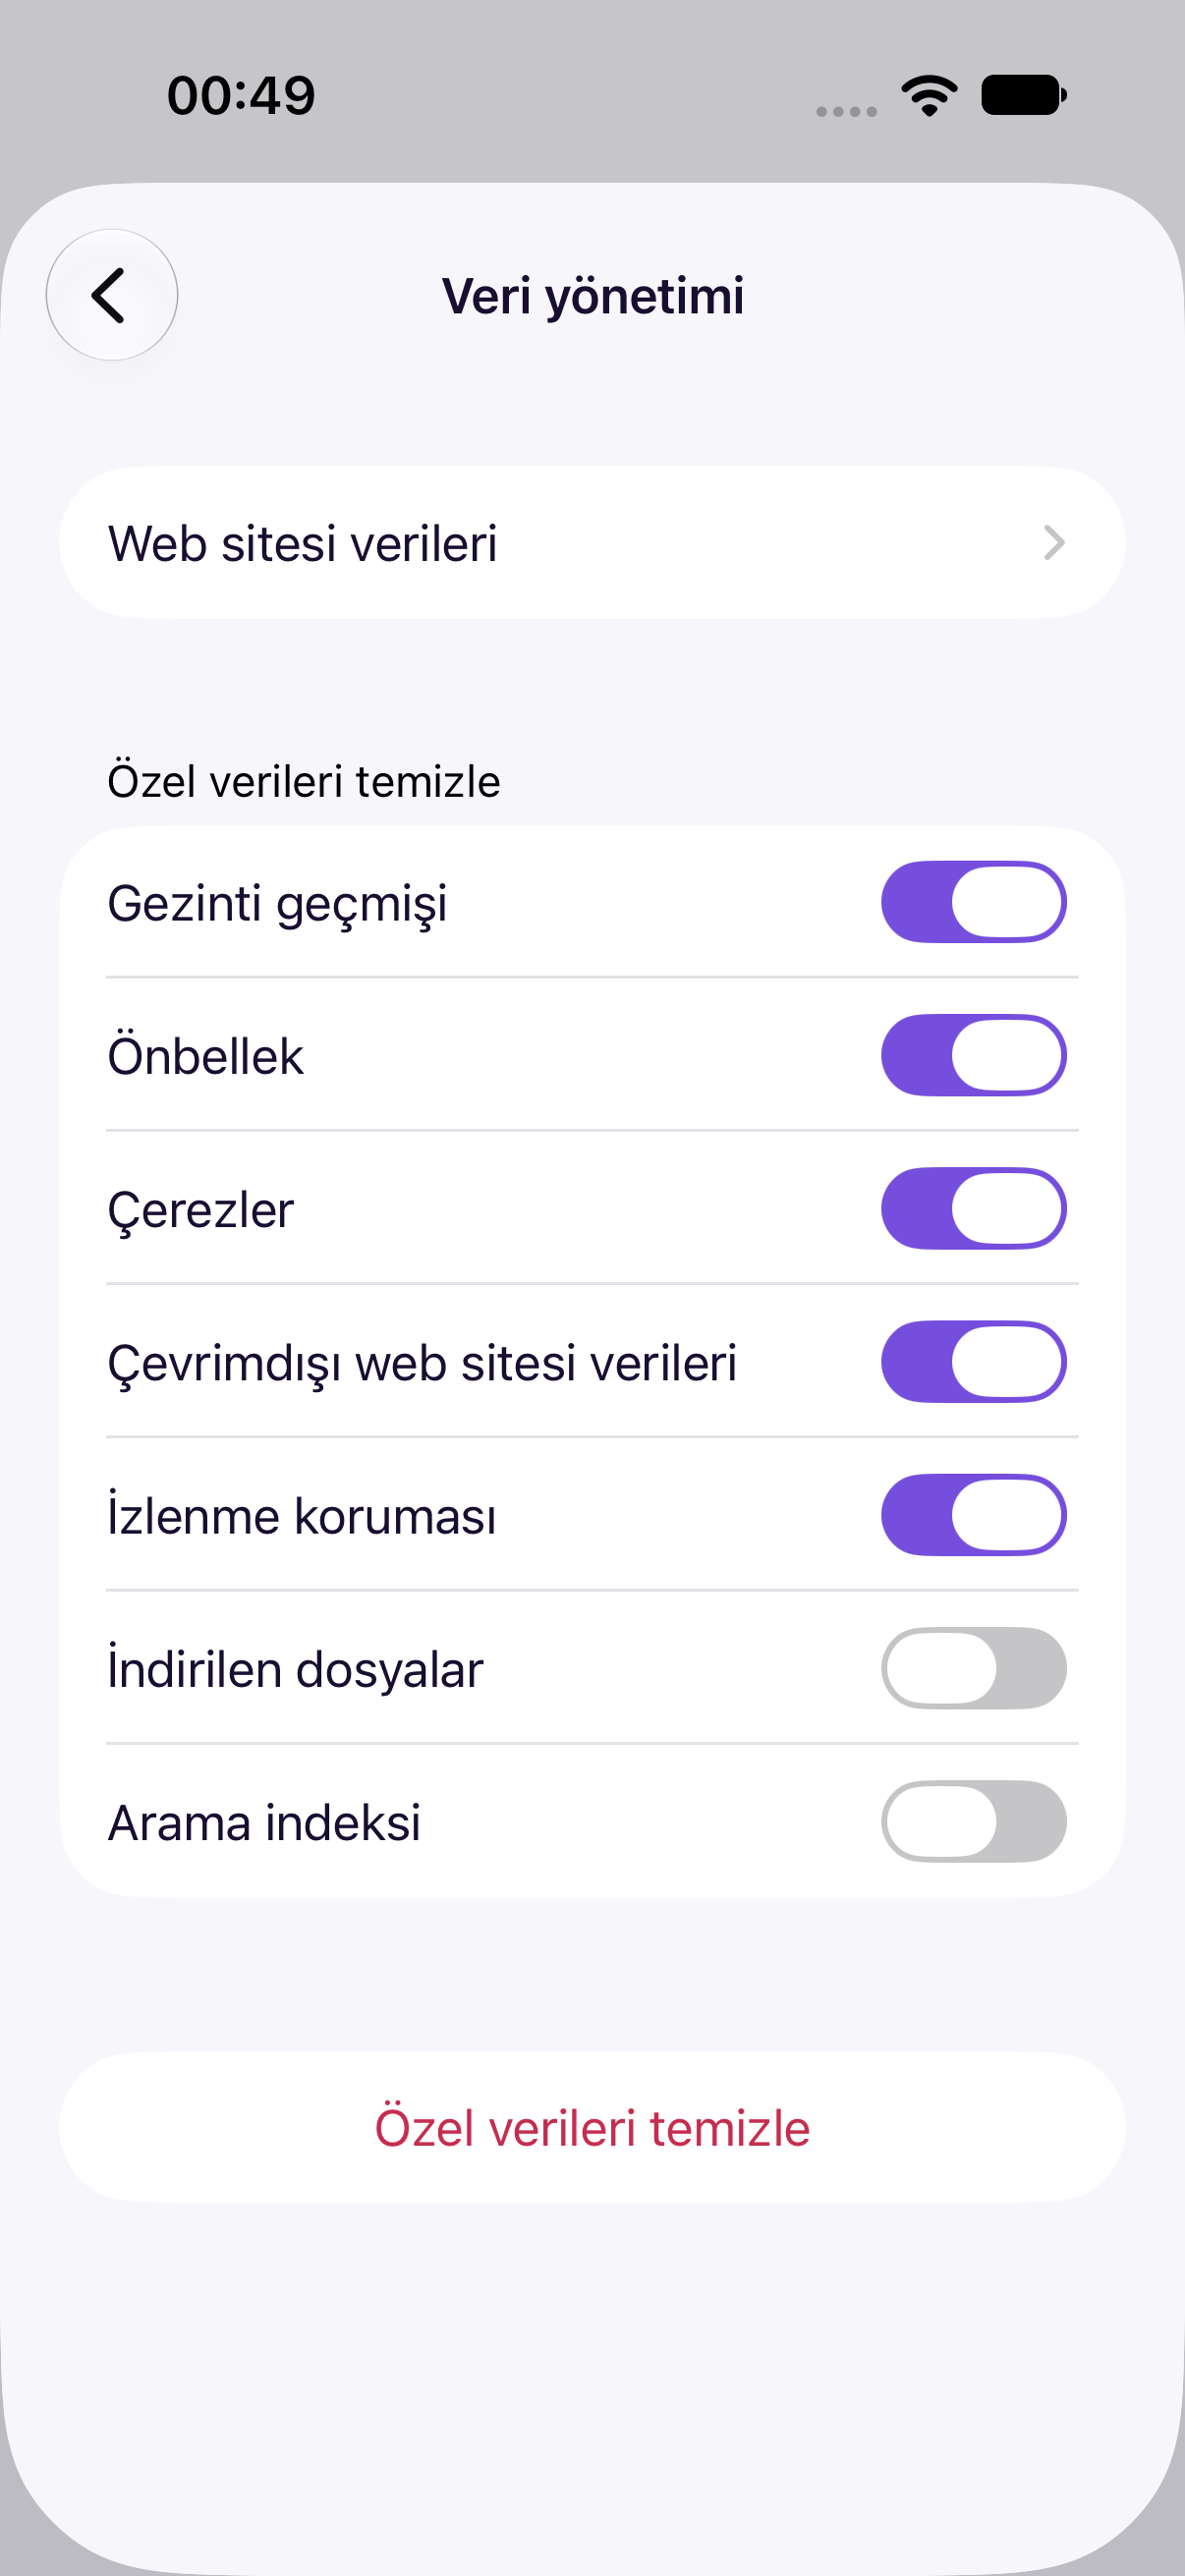 00:49
Veri yönetimi
Web sitesi verileri
Özel verileri temizle
Gezinti geçmişi
Önbellek
Çerezler
Çevrimdışı web sitesi verileri
İzlenme koruması
İndirilen dosyalar
Arama indeksi
Özel verileri temizle